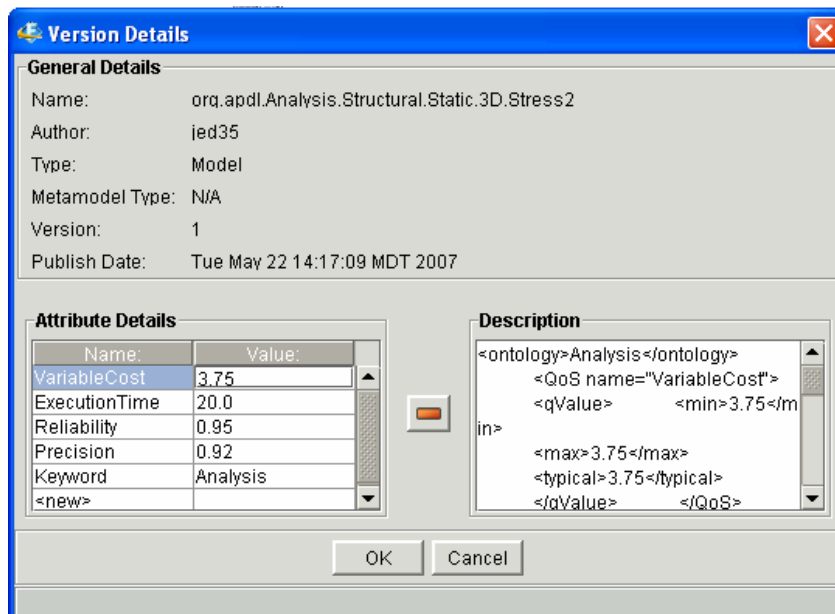 Version Details
General Details
Name: org.apdl.Analysis.Structural.Static.3D.Stress2
Author: jed35
Type: Model
Metamodel Type: N/A
Version: 1
Publish Date: Tue May 22 14:17:09 MDT 2007
Attribute Details
Name: Value:
VariableCost 3.75
ExecutionTime 20.0
Reliability 0.95
Precision 0.92
Keyword Analysis
<new>
Description
<ontology>Analysis</ontology>
<QoS name="VariableCost">
<qValue> <min>3.75</m
in>
<max>3.75</max>
<typical>3.75</typical>
</qValue> </QoS>
OK Cancel